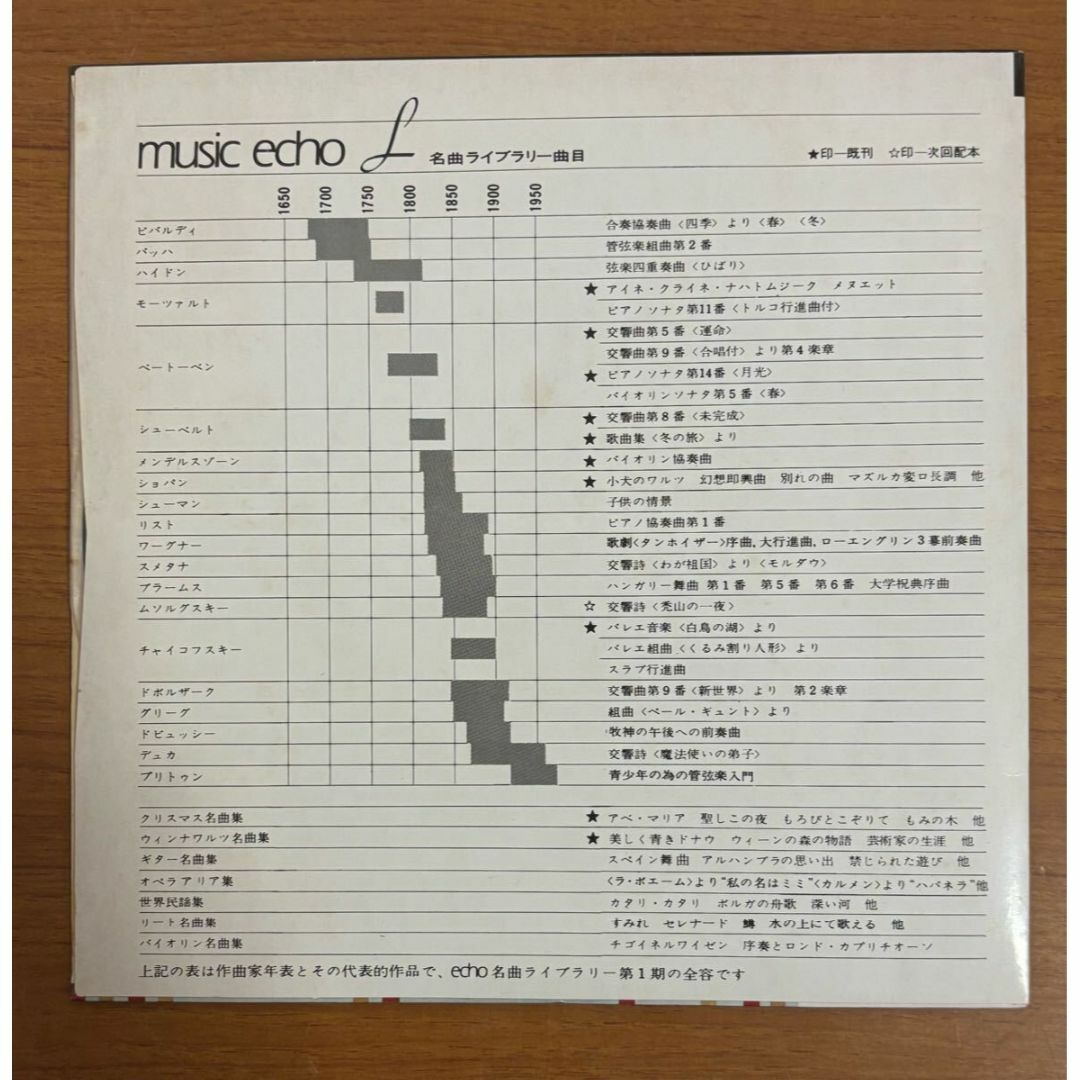 music echo L 名曲ライブラリー曲目 ★印―既刊 ☆印―次回配本
1650 1700 1750 1800 1850 1900 1950
ビバルディ 合奏協奏曲〈四季〉より〈春〉〈冬〉
バッハ 管弦楽組曲第2番
ハイドン 弦楽四重奏曲〈ひばり〉
モーツァルト ★ アイネ・クライネ・ナハトムジーク メヌエット
ピアノソナタ第11番〈トルコ行進曲付〉
ベートーベン ★ 交響曲第5番〈運命〉
交響曲第9番〈合唱付〉より第4楽章
★ ピアノソナタ第14番〈月光〉
バイオリンソナタ第5番〈春〉
シューベルト ★ 交響曲第8番〈未完成〉
★ 歌曲集〈冬の旅〉より
メンデルスゾーン ★ バイオリン協奏曲
ショパン ★ 小犬のワルツ 幻想即興曲 別れの曲 マズルカ変ロ長調 他
シューマン 子供の情景
リスト ピアノ協奏曲第1番
ワーグナー 歌劇〈タンホイザー〉序曲、大行進曲、ローエングリン3幕前奏曲
スメタナ 交響詩〈わが祖国〉より〈モルダウ〉
ブラームス ハンガリー舞曲 第1番 第5番 第6番 大学祝典序曲
ムソルグスキー ☆ 交響詩〈禿山の一夜〉
チャイコフスキー ★ バレエ音楽〈白鳥の湖〉より
バレエ組曲〈くるみ割り人形〉より
スラブ行進曲
ドボルザーク 交響曲第9番〈新世界〉より 第2楽章
グリーグ 組曲〈ペール・ギュント〉より
ドビュッシー 牧神の午後への前奏曲
デュカ 交響詩〈魔法使いの弟子〉
ブリトゥン 青少年の為の管弦楽入門
クリスマス名曲集 ★ アベ・マリア 聖しこの夜 もろびとこぞりて もみの木 他
ウィンナワルツ名曲集 ★ 美しく青きドナウ ウィーンの森の物語 芸術家の生涯 他
ギター名曲集 スペイン舞曲 アルハンブラの思い出 禁じられた遊び 他
オペラアリア集 〈ラ・ボエーム〉より“私の名はミミ”〈カルメン〉より“ハバネラ”他
世界民謡集 カタリ・カタリ ボルガの舟歌 深い河 他
リート名曲集 すみれ セレナード 鱒 水の上にて歌える 他
バイオリン名曲集 チゴイネルワイゼン 序奏とロンド・カプリチオーソ
上記の表は作曲家年表とその代表的作品で、echo名曲ライブラリー第1期の全容です